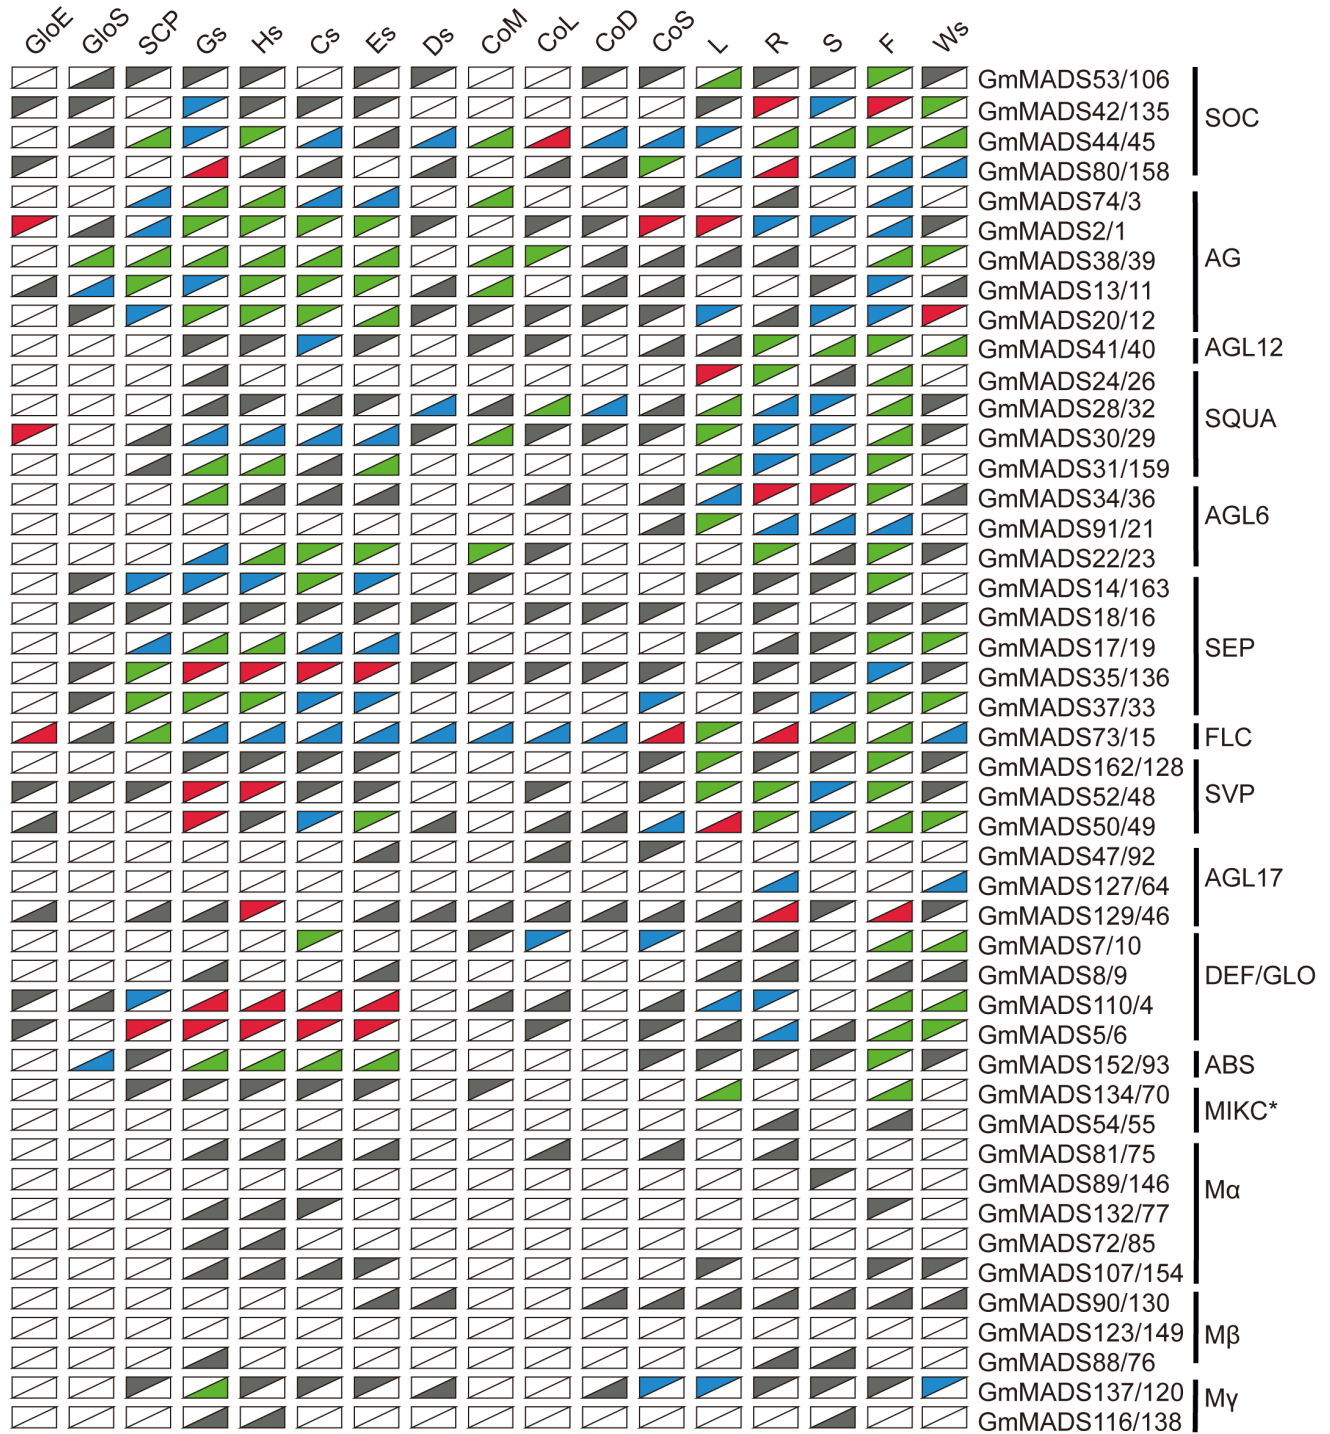 GloE GloS SCP Gs Hs Cs Es Ds CoM CoL CoD CoS L R S F Ws
GmMADS53/106
GmMADS42/135
SOC
GmMADS44/45
GmMADS80/158
GmMADS74/3
GmMADS2/1
GmMADS38/39
AG
GmMADS13/11
GmMADS20/12
GmMADS41/40
AGL12
GmMADS24/26
GmMADS28/32
SQUA
GmMADS30/29
GmMADS31/159
GmMADS34/36
AGL6
GmMADS91/21
GmMADS22/23
GmMADS14/163
GmMADS18/16
GmMADS17/19
SEP
GmMADS35/136
GmMADS37/33
GmMADS73/15
FLC
GmMADS162/128
GmMADS52/48
SVP
GmMADS50/49
GmMADS47/92
AGL17
GmMADS127/64
GmMADS129/46
GmMADS7/10
GmMADS8/9
DEF/GLO
GmMADS110/4
GmMADS5/6
GmMADS152/93
ABS
GmMADS134/70
MIKC*
GmMADS54/55
GmMADS81/75
GmMADS89/146
Mα
GmMADS132/77
GmMADS72/85
GmMADS107/154
GmMADS90/130
GmMADS123/149
Mβ
GmMADS88/76
GmMADS137/120
Mγ
GmMADS116/138